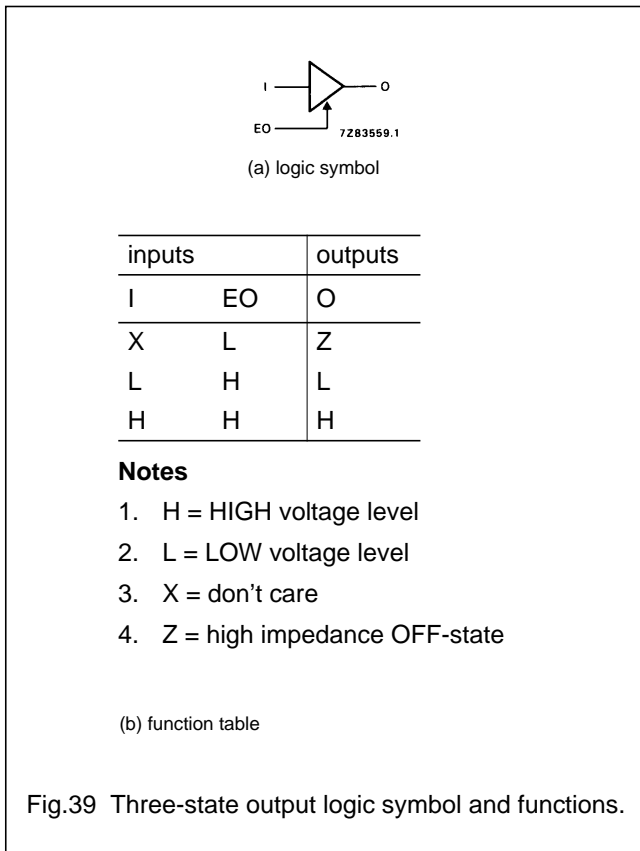 I O
EO 7Z83559.1
(a) logic symbol
inputs outputs
I EO O
X L Z
L H L
H H H
Notes
1. H = HIGH voltage level
2. L = LOW voltage level
3. X = don't care
4. Z = high impedance OFF-state
(b) function table
Fig.39 Three-state output logic symbol and functions.